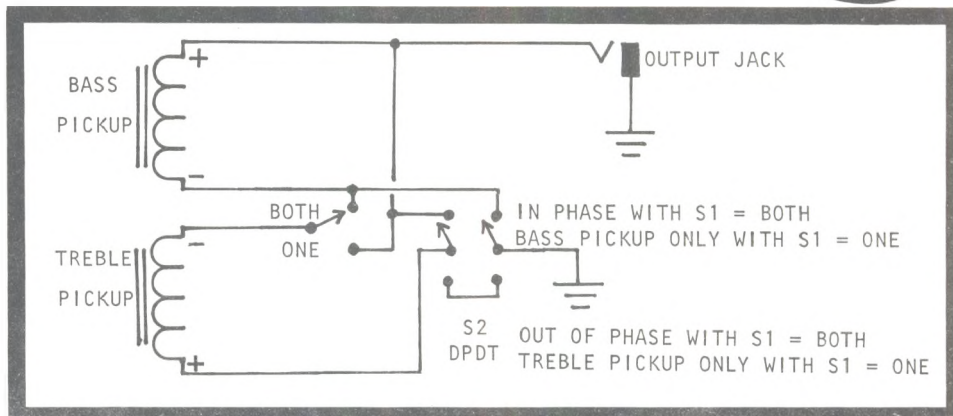 +
BASS
PICKUP
-
OUTPUT JACK
BOTH
ONE
IN PHASE WITH S1 = BOTH
BASS PICKUP ONLY WITH S1 = ONE
-
TREBLE
PICKUP
+
S2
DPDT
OUT OF PHASE WITH S1 = BOTH
TREBLE PICKUP ONLY WITH S1 = ONE